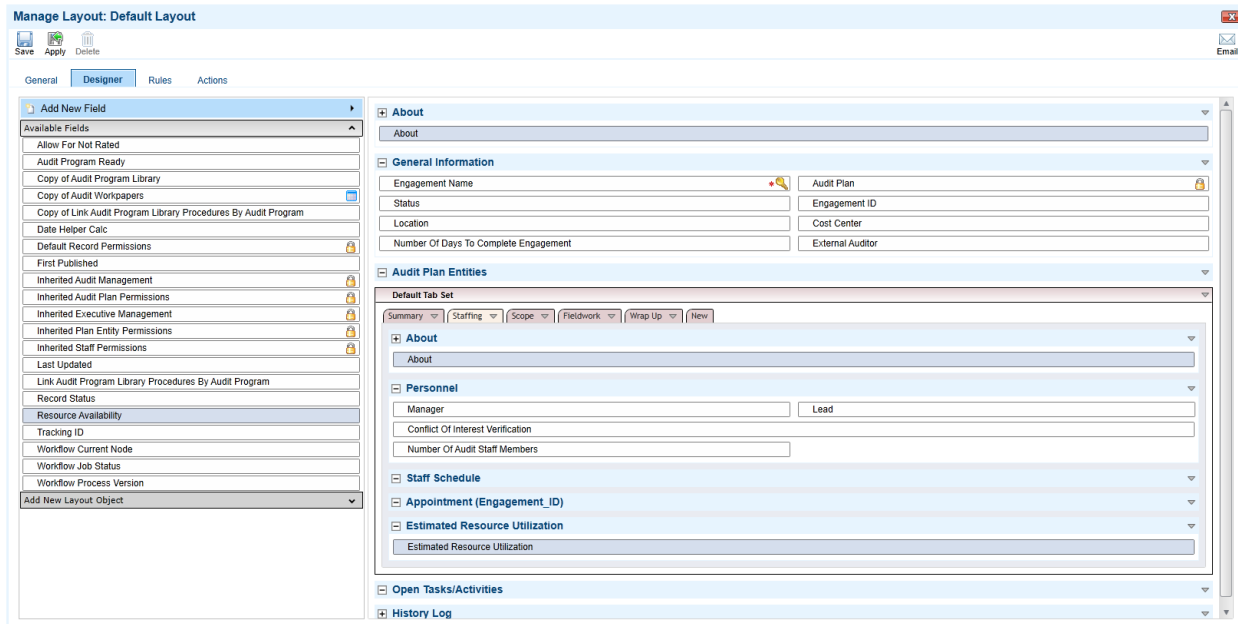 Manage Layout: Default Layout
Save Apply Delete
Email
General Designer Rules Actions
Add New Field
Available Fields
Allow For Not Rated
Audit Program Ready
Copy of Audit Program Library
Copy of Audit Workpapers
Copy of Link Audit Program Library Procedures By Audit Program
Date Helper Calc
Default Record Permissions
First Published
Inherited Audit Management
Inherited Audit Plan Permissions
Inherited Executive Management
Inherited Plan Entity Permissions
Inherited Staff Permissions
Last Updated
Link Audit Program Library Procedures By Audit Program
Record Status
Resource Availability
Tracking ID
Workflow Current Node
Workflow Job Status
Workflow Process Version
Add New Layout Object
About
About
General Information
Engagement Name * Audit Plan
Status Engagement ID
Location Cost Center
Number Of Days To Complete Engagement External Auditor
Audit Plan Entities
Default Tab Set
Summary Staffing Scope Fieldwork Wrap Up New
About
About
Personnel
Manager Lead
Conflict Of Interest Verification
Number Of Audit Staff Members
Staff Schedule
Appointment (Engagement_ID)
Estimated Resource Utilization
Estimated Resource Utilization
Open Tasks/Activities
History Log